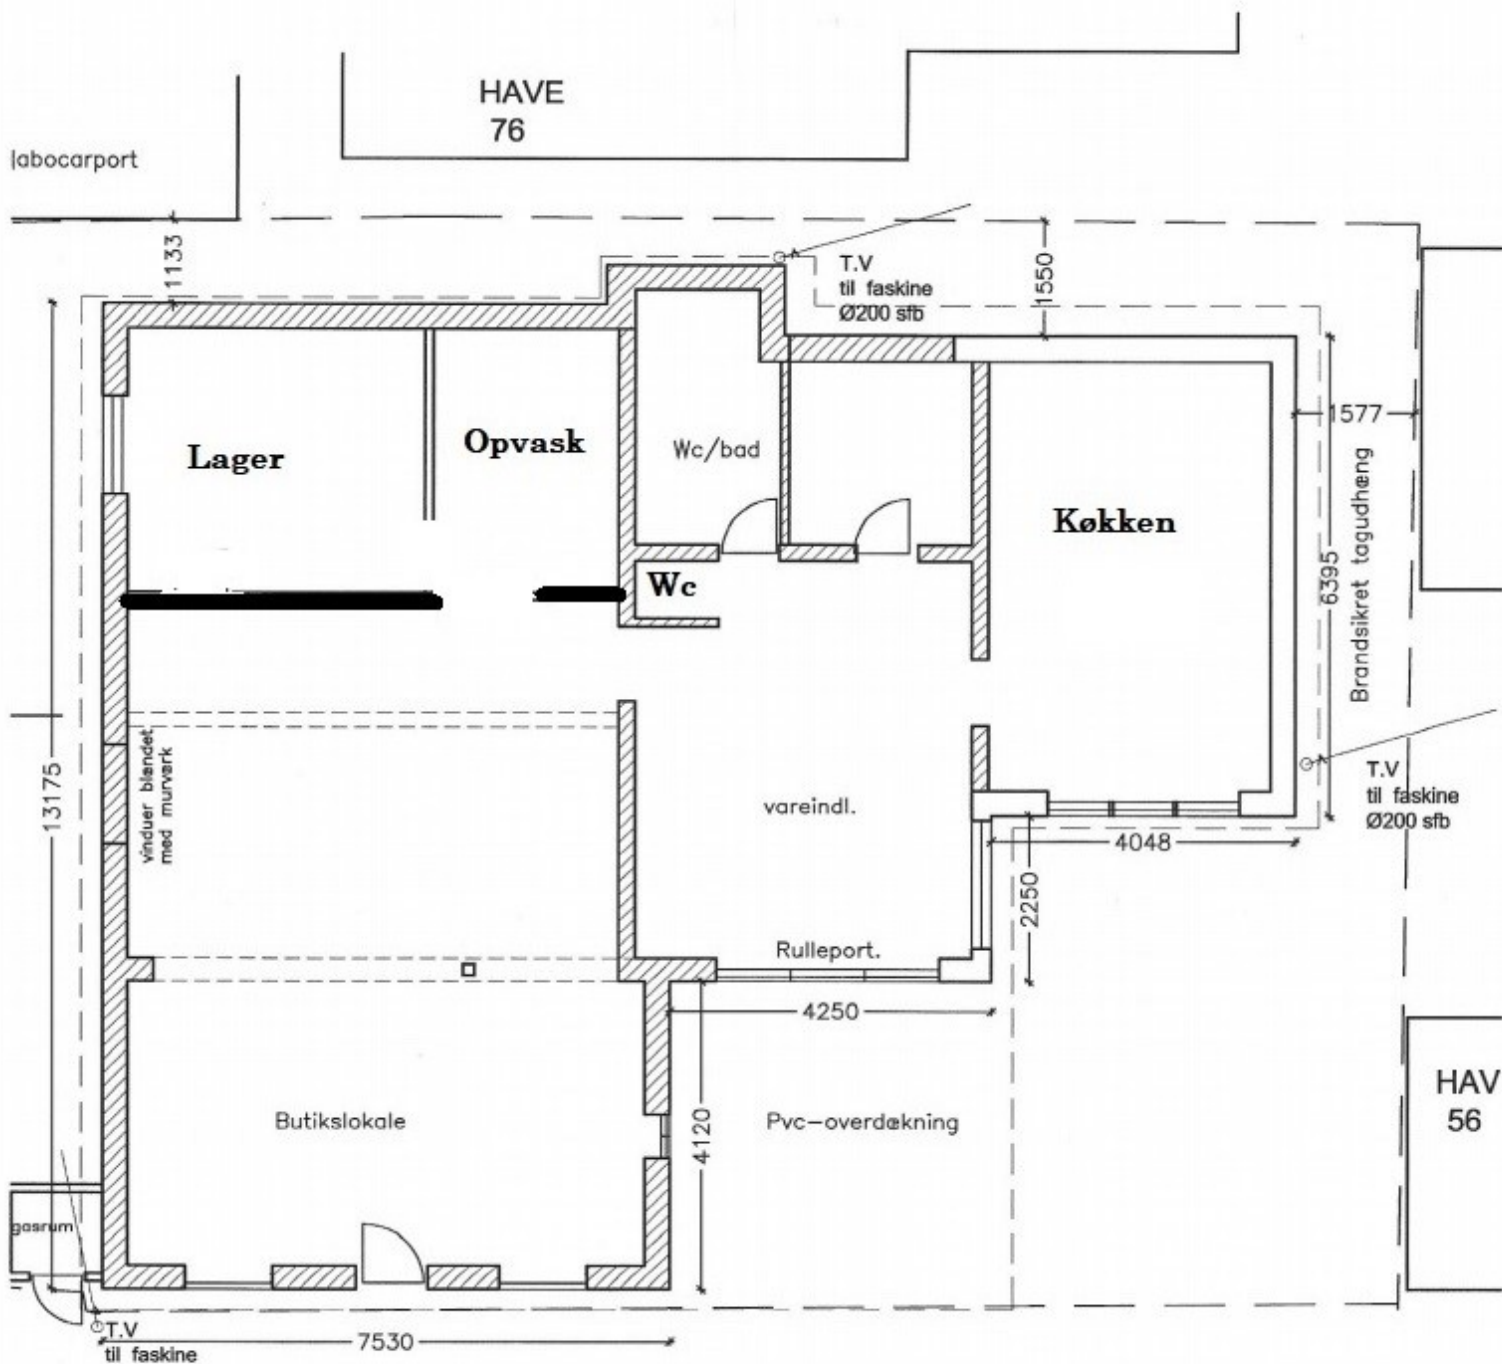 HAVE
76
labocarport
1133
T.V
til faskine
Ø200 stb
1550
1577
Lager
Opvask
Wc/bad
Køkken
Brandsikret tagudhæng
6395
Wc
13175
vinduer blændet
med murværk
vareindl.
T.V
til faskine
Ø200 sfb
4048
2250
Rulleport.
4250
HAV
56
Butikslokale
4120
Pvc-overdækning
gasrum
T.V
til faskine
7530